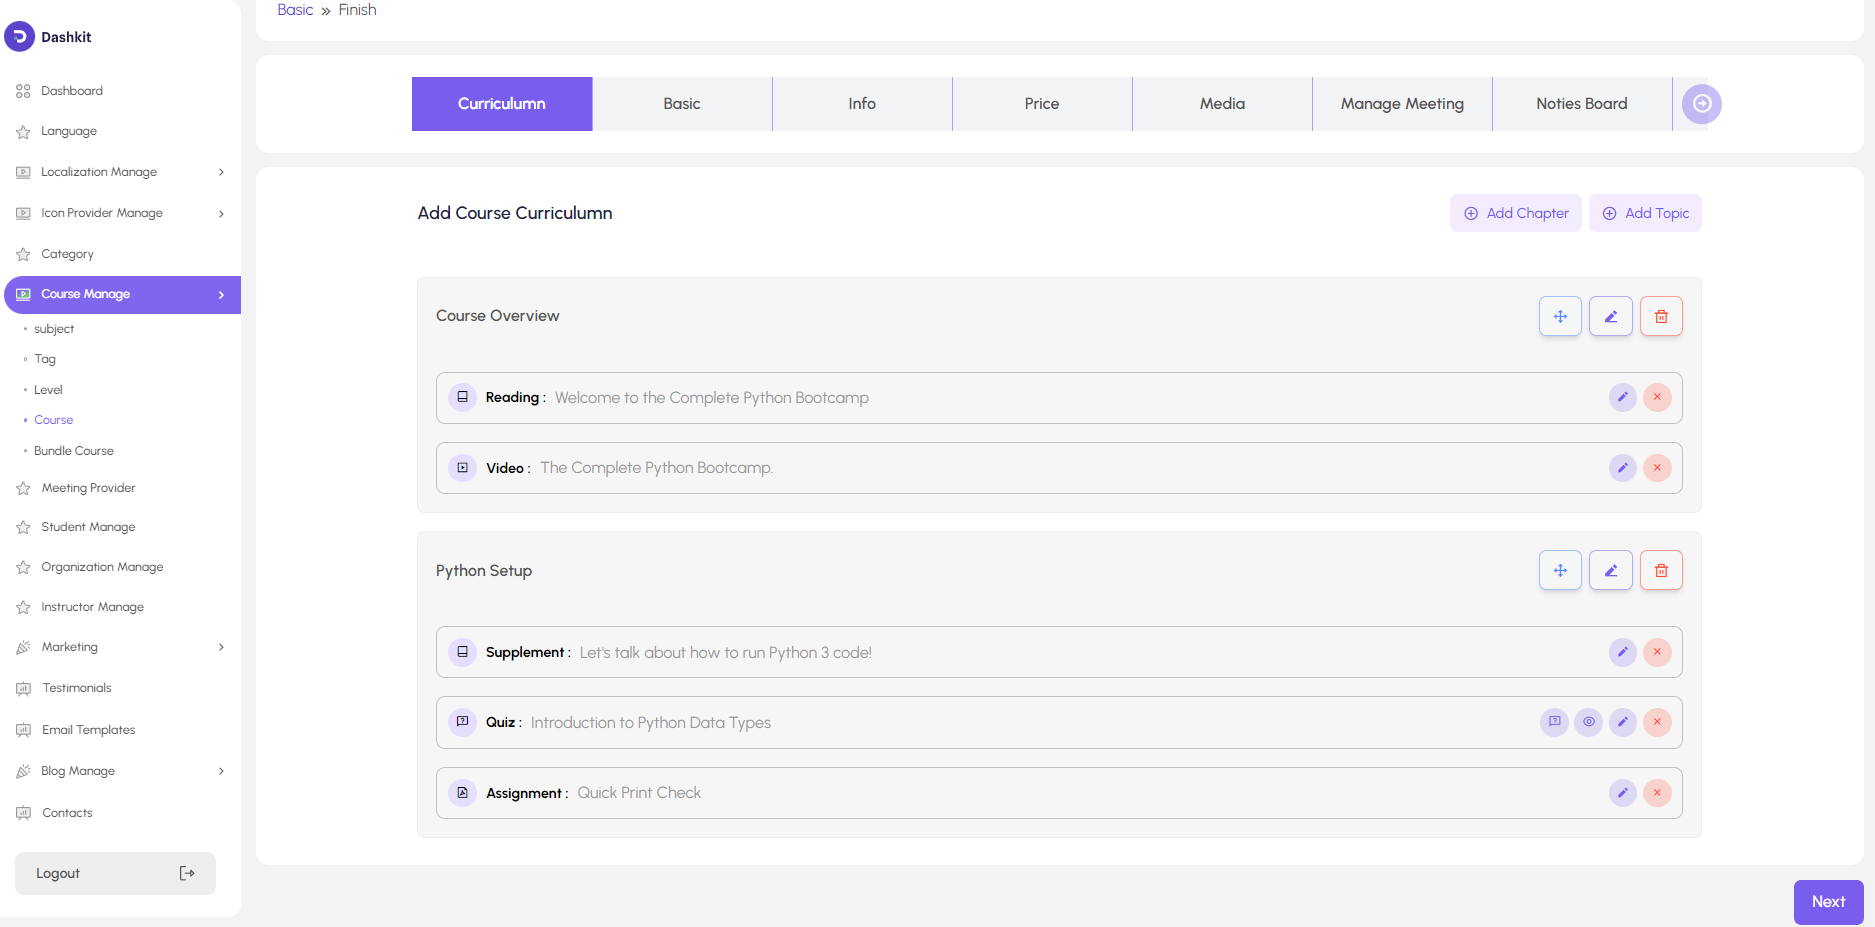 Dashkit
Dashboard
Language
Localization Manage
Icon Provider Manage
Category
Course Manage
subject
Tag
Level
Course
Bundle Course
Meeting Provider
Student Manage
Organization Manage
Instructor Manage
Marketing
Testimonials
Email Templates
Blog Manage
Contacts
Logout
Basic » Finish
Curriculumn Basic Info Price Media Manage Meeting Noties Board
Add Course Curriculumn
Add Chapter Add Topic
Course Overview
Reading : Welcome to the Complete Python Bootcamp
Video : The Complete Python Bootcamp.
Python Setup
Supplement : Let's talk about how to run Python 3 code!
Quiz : Introduction to Python Data Types
Assignment : Quick Print Check
Next